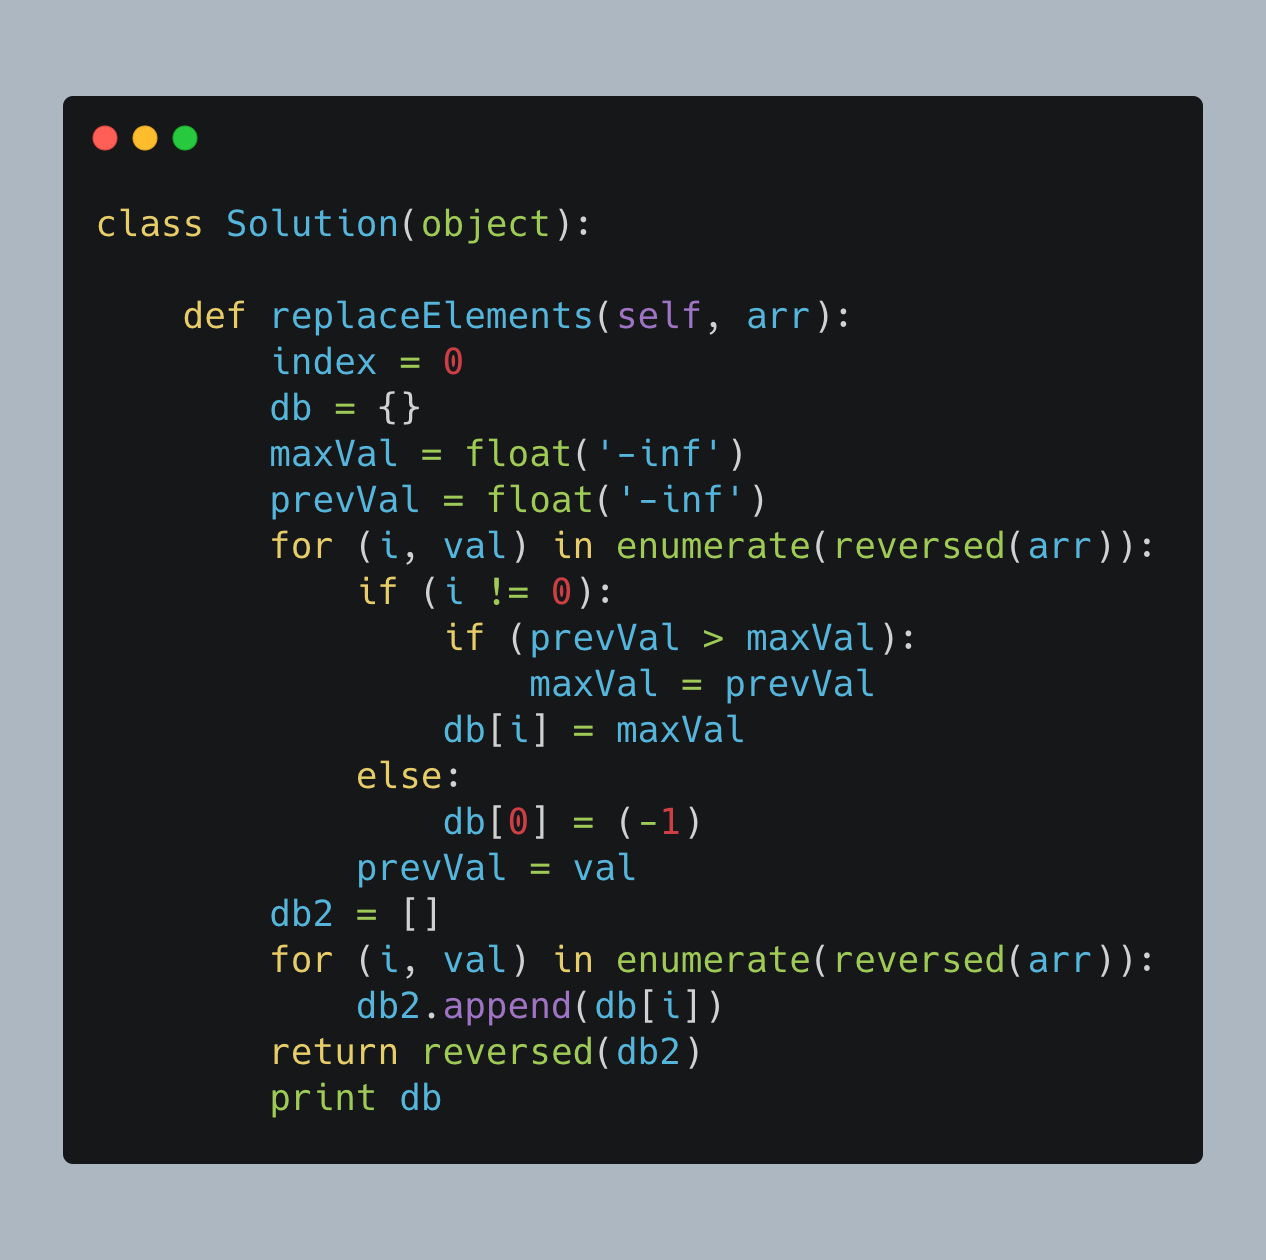 class Solution(object):
    def replaceElements(self, arr):
        index = 0
        db = {}
        maxVal = float('-inf')
        prevVal = float('-inf')
        for (i, val) in enumerate(reversed(arr)):
            if (i != 0):
                if (prevVal > maxVal):
                    maxVal = prevVal
                db[i] = maxVal
            else:
                db[0] = (-1)
            prevVal = val
        db2 = []
        for (i, val) in enumerate(reversed(arr)):
            db2.append(db[i])
        return reversed(db2)
        print db